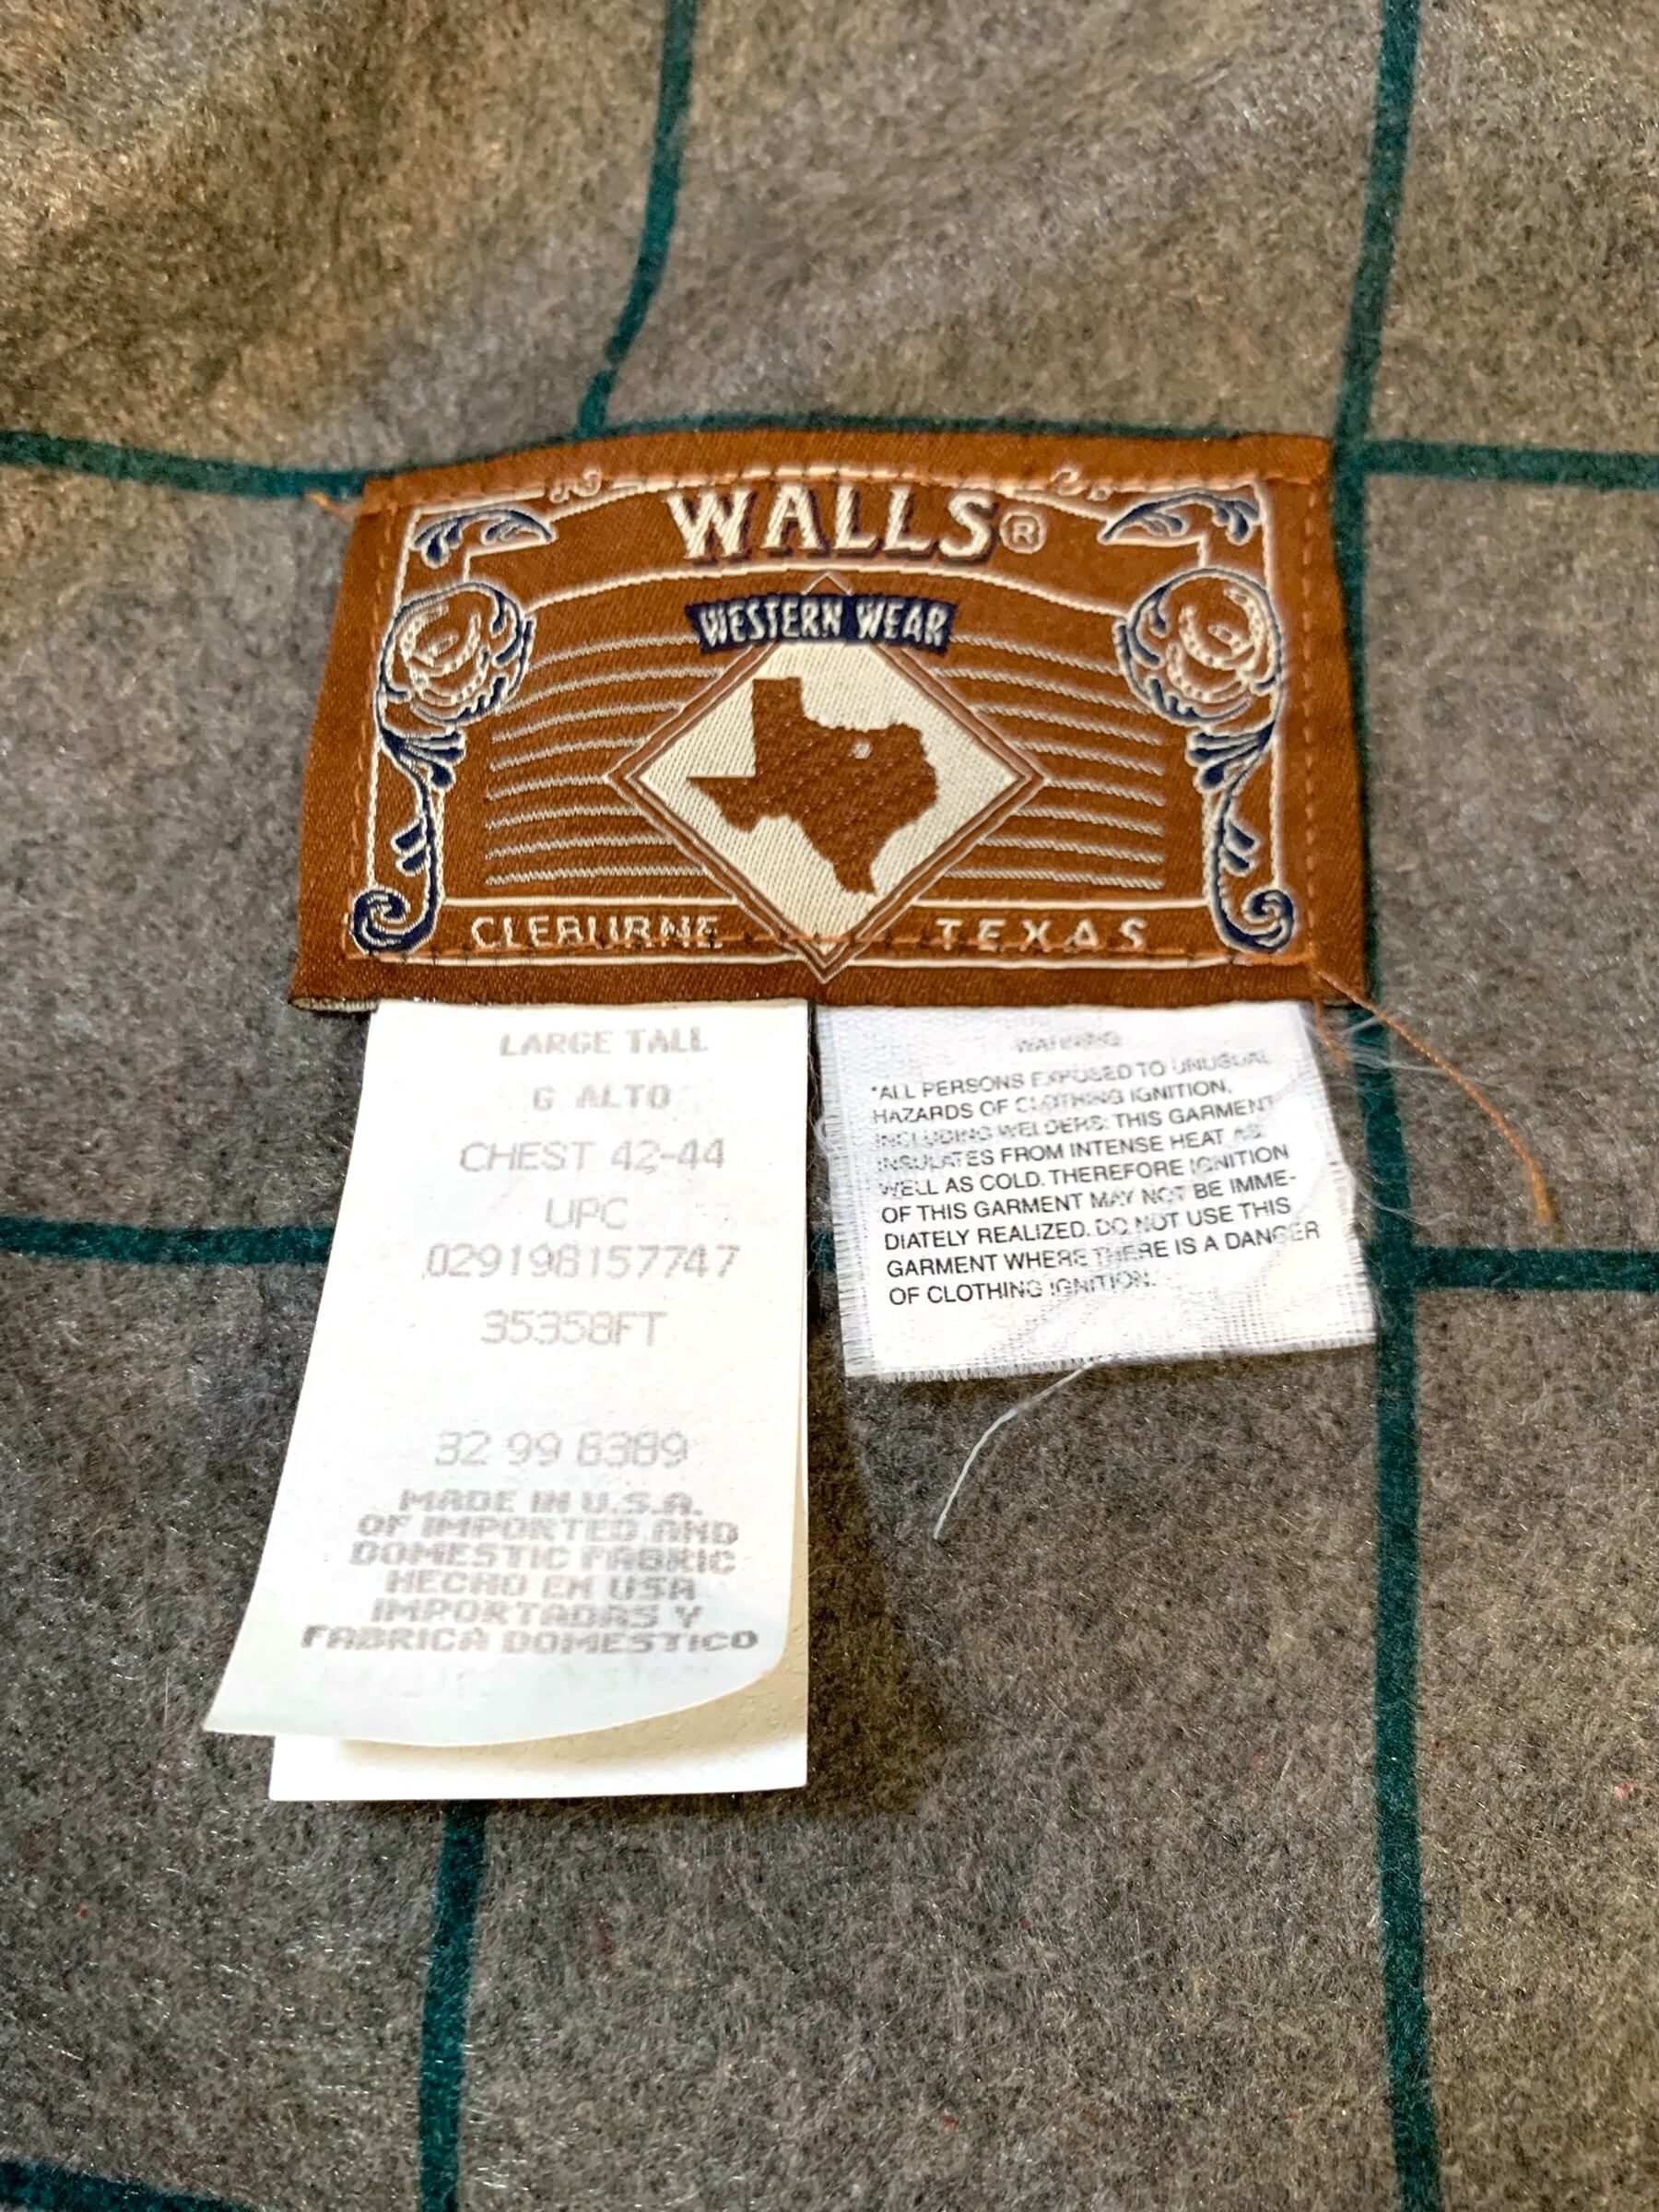 WALLS®
WESTERN WEAR
CLEBURNE TEXAS
LARGE TALL
G ALTO
CHEST 42-44
UPC
029198157747
35358FT
32 99 6389
MADE IN U.S.A.
OF IMPORTED AND
DOMESTIC FABRIC
HECHO EN USA
IMPORTADAS Y
FABRICA DOMESTICO
WARNING
*ALL PERSONS EXPOSED TO UNUSUAL
HAZARDS OF CLOTHING IGNITION,
INCLUDING WELDERS: THIS GARMENT
INSULATES FROM INTENSE HEAT AS
WELL AS COLD. THEREFORE IGNITION
OF THIS GARMENT MAY NOT BE IMME-
DIATELY REALIZED. DO NOT USE THIS
GARMENT WHERE THERE IS A DANGER
OF CLOTHING IGNITION.